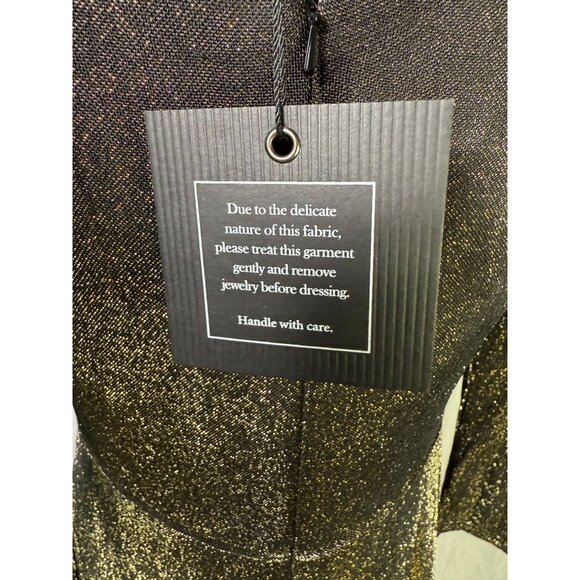 Due to the delicate
nature of this fabric,
please treat this garment
gently and remove
jewelry before dressing.
Handle with care.